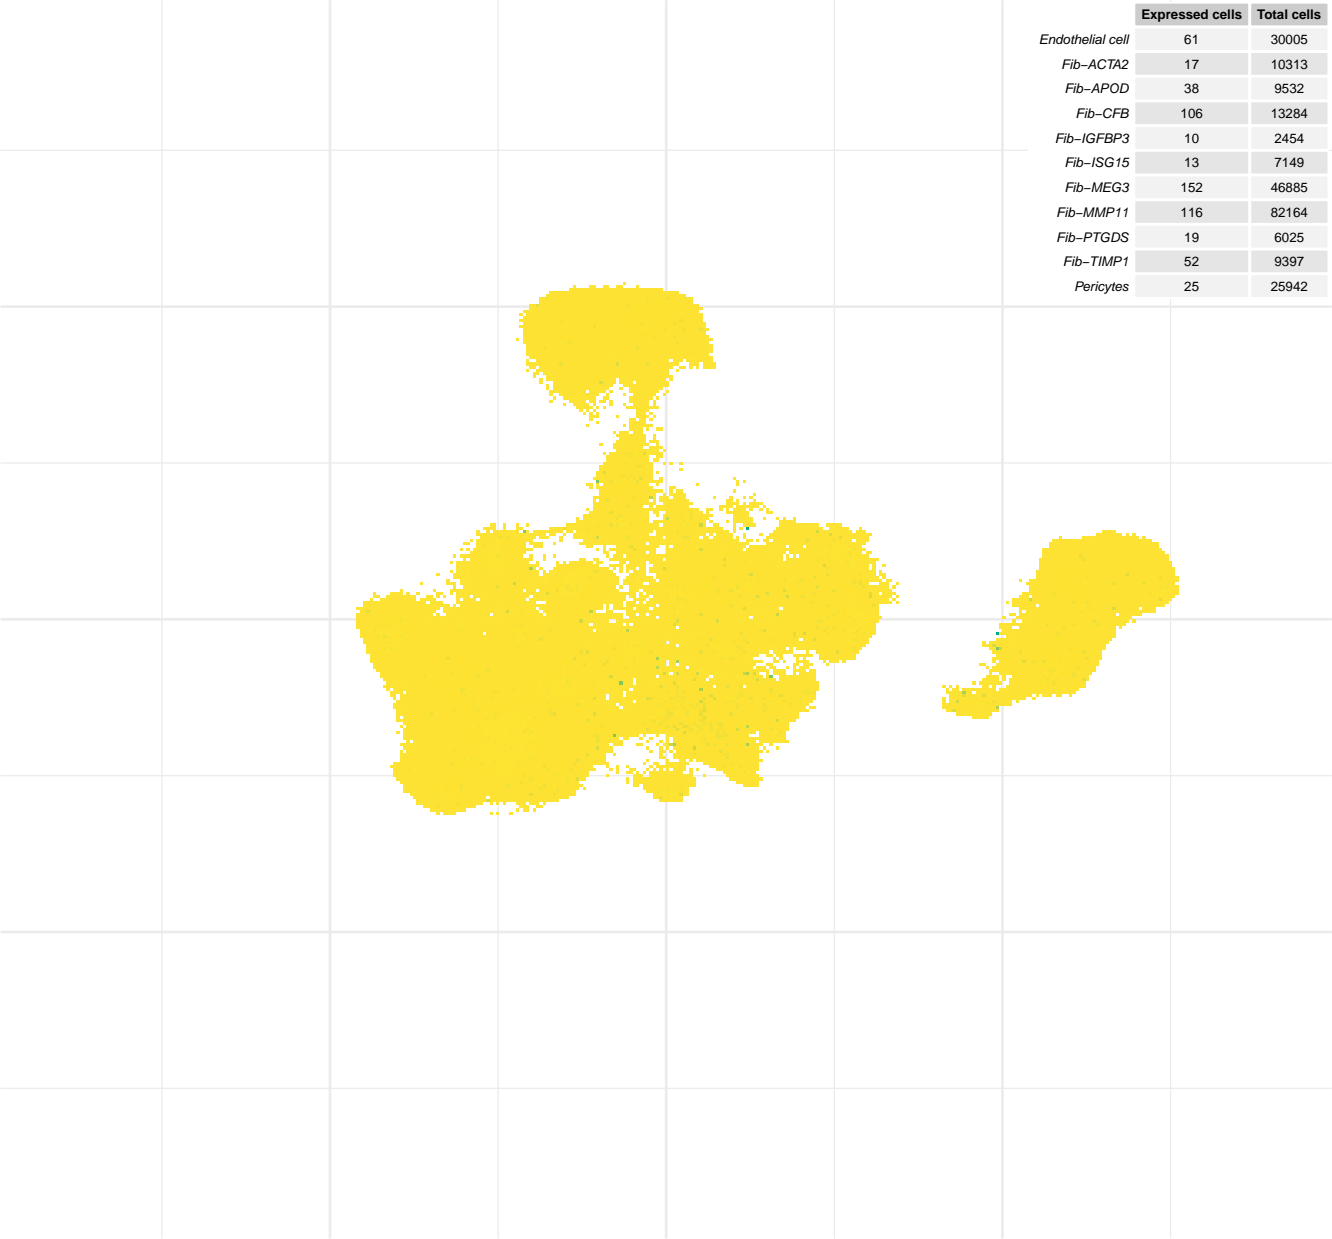 Expressed cells Total cells
Endothelial cell 61 30005
Fib−ACTA2 17 10313
Fib−APOD 38 9532
Fib−CFB 106 13284
Fib−IGFBP3 10 2454
Fib−ISG15 13 7149
Fib−MEG3 152 46885
Fib−MMP11 116 82164
Fib−PTGDS 19 6025
Fib−TIMP1 52 9397
Pericytes 25 25942